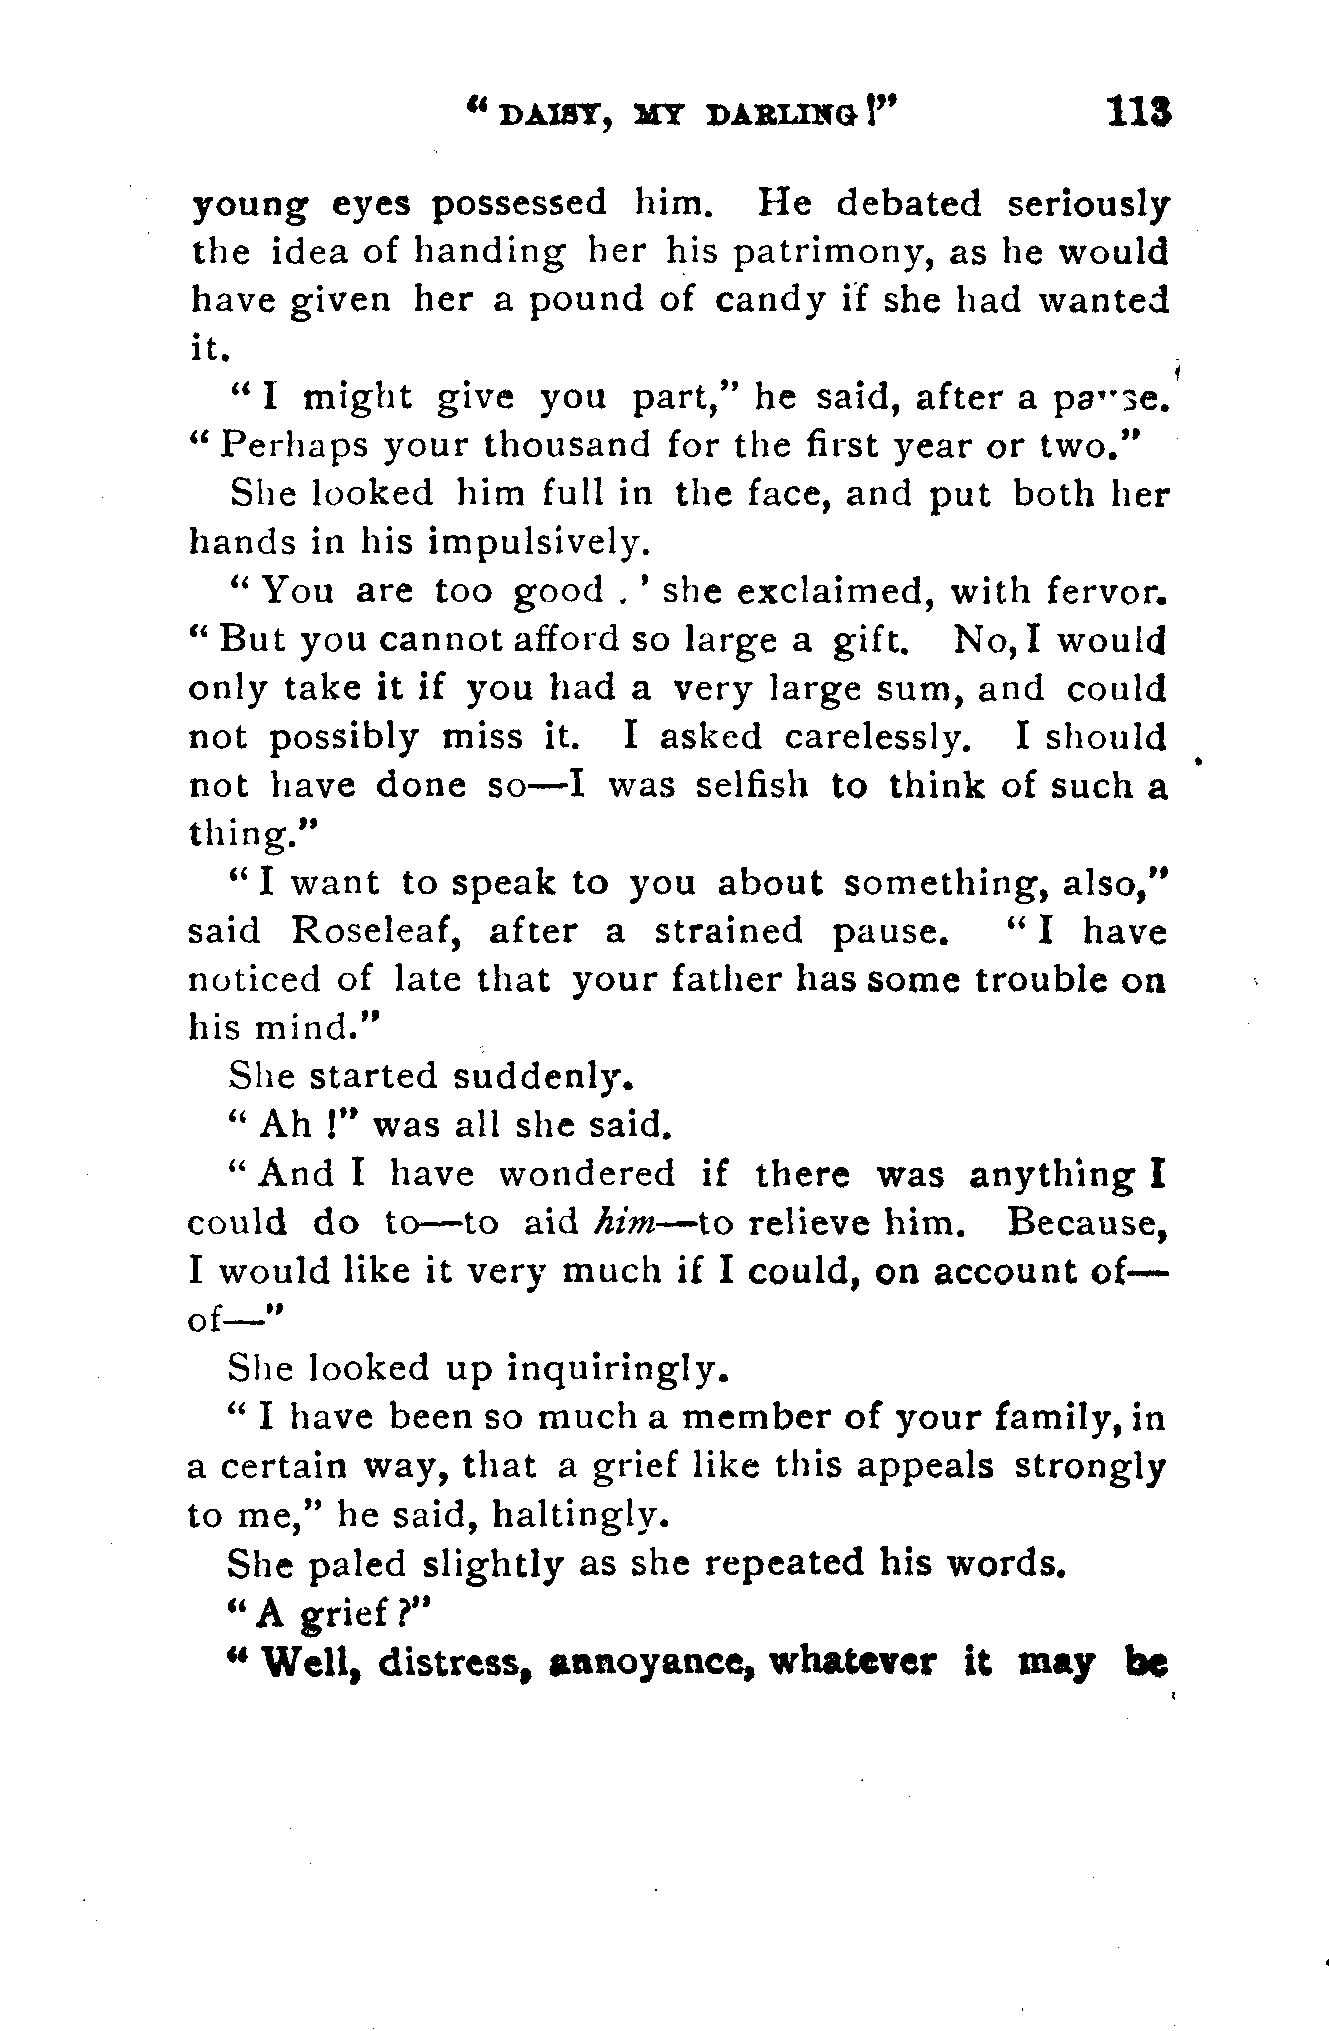 “ DAISY, MY DARLING !” 113
young eyes possessed him. He debated seriously
the idea of handing her his patrimony, as he would
have given her a pound of candy if she had wanted
it.
“ I might give you part,” he said, after a pause.
“ Perhaps your thousand for the first year or two.”
She looked him full in the face, and put both her
hands in his impulsively.
“ You are too good . ’ she exclaimed, with fervor.
“ But you cannot afford so large a gift. No, I would
only take it if you had a very large sum, and could
not possibly miss it. I asked carelessly. I should
not have done so—I was selfish to think of such a
thing.”
“ I want to speak to you about something, also,”
said Roseleaf, after a strained pause. “ I have
noticed of late that your father has some trouble on
his mind.”
She started suddenly.
“ Ah !” was all she said.
“ And I have wondered if there was anything I
could do to—to aid him—to relieve him. Because,
I would like it very much if I could, on account of—
of—”
She looked up inquiringly.
“ I have been so much a member of your family, in
a certain way, that a grief like this appeals strongly
to me,” he said, haltingly.
She paled slightly as she repeated his words.
“ A grief ?”
“ Well, distress, annoyance, whatever it may be